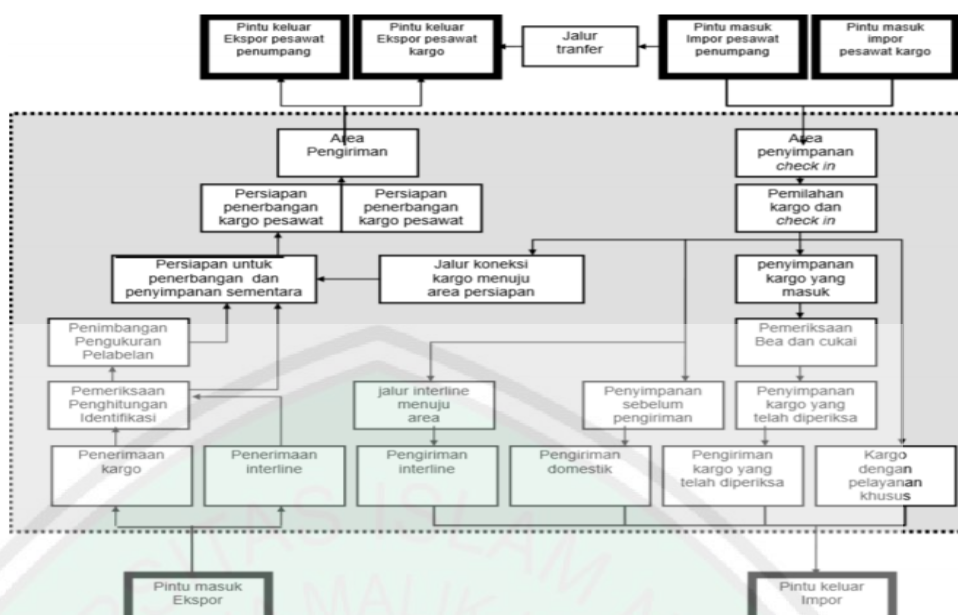 Pintu keluar
Ekspor pesawat
penumpang
Pintu keluar
Ekspor pesawat
kargo
Jalur
tranfer
Pintu masuk
Impor pesawat
penumpang
Pintu masuk
impor
pesawat kargo
Area
Pengiriman
Area
penyimpanan
check in
Persiapan
penerbangan
kargo pesawat
Persiapan
penerbangan
kargo pesawat
Pemilahan
kargo dan
check in
Persiapan untuk
penerbangan dan
penyimpanan sementara
Jalur koneksi
kargo menuju
area persiapan
penyimpanan
kargo yang
masuk
Penimbangan
Pengukuran
Pelabelan
Pemeriksaan
Bea dan cukai
Pemeriksaan
Penghitungan
Identifikasi
jalur interline
menuju
area
Penyimpanan
sebelum
pengiriman
Penyimpanan
kargo yang
telah diperiksa
Penerimaan
kargo
Penerimaan
interline
Pengiriman
interline
Pengiriman
domestik
Pengiriman
kargo yang
telah diperiksa
Kargo
dengan
pelayanan
khusus
Pintu masuk
Ekspor
Pintu keluar
Impor